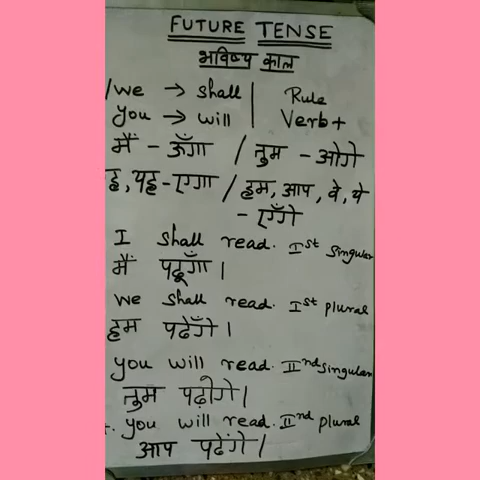 FUTURE TENSE
भविष्य काल
/we → shall | Rule
you → will | Verb+
मैं - ऊँगा / तुम - ओगे
ह, यह - एगा / हम, आप, वे, ये
- एँगे
I shall read. Ist Singular
मैं पढूँगा।
we shall read. Ist plural
हम पढेँगे।
you will read. IInd Singular
तुम पढ़ोगे।
you will read. IInd plural
आप पढेंगे।